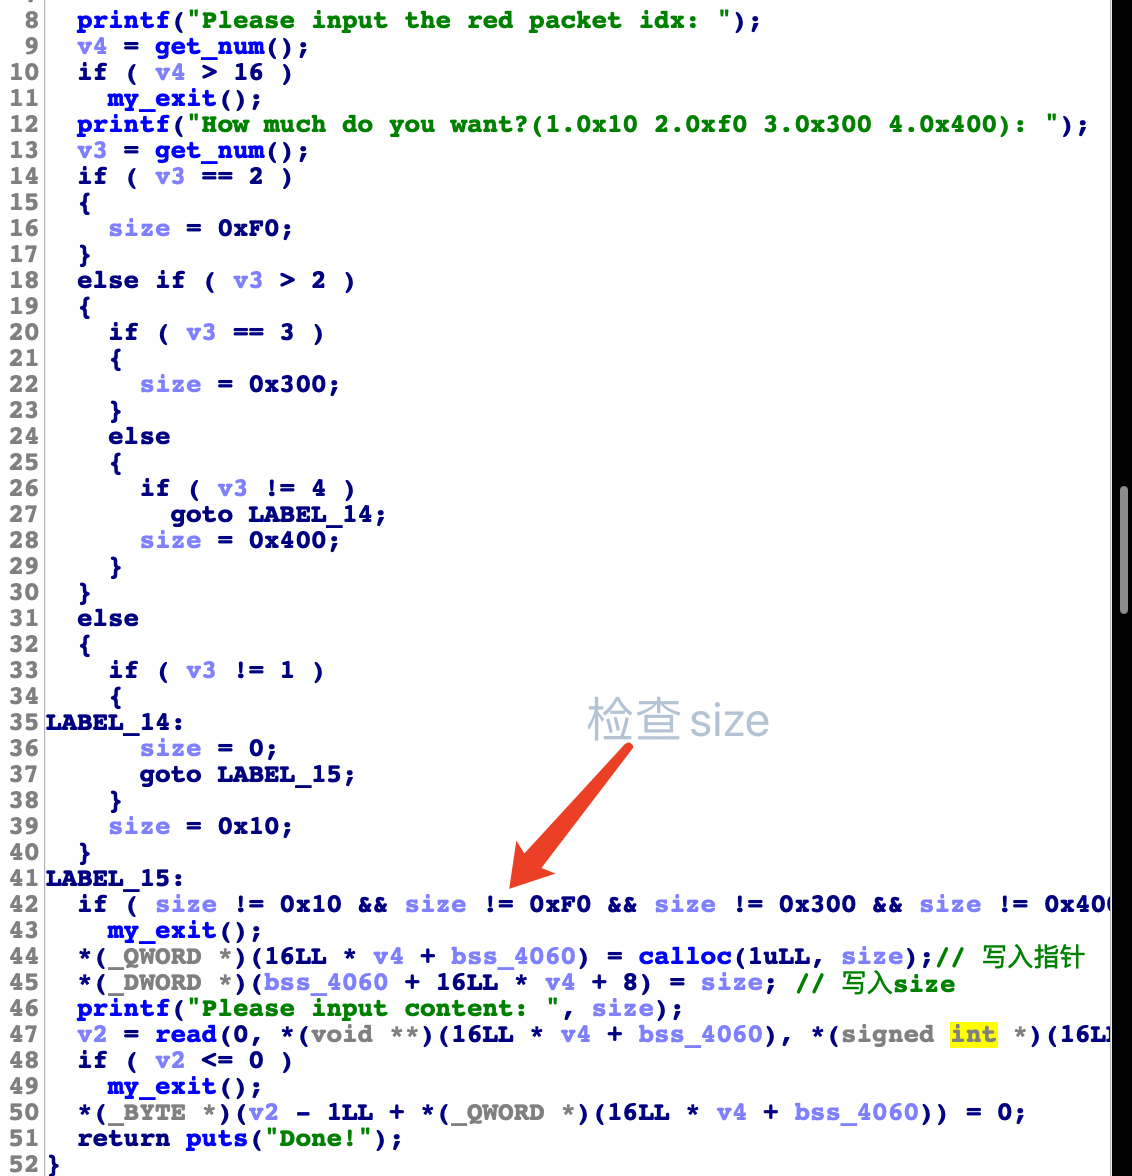 8 printf("Please input the red packet idx: ");
9 v4 = get_num();
10 if ( v4 > 16 )
11 my_exit();
12 printf("How much do you want?(1.0x10 2.0xf0 3.0x300 4.0x400): ");
13 v3 = get_num();
14 if ( v3 == 2 )
15 {
16 size = 0xF0;
17 }
18 else if ( v3 > 2 )
19 {
20 if ( v3 == 3 )
21 {
22 size = 0x300;
23 }
24 else
25 {
26 if ( v3 != 4 )
27 goto LABEL_14;
28 size = 0x400;
29 }
30 }
31 else
32 {
33 if ( v3 != 1 )
34 {
检查size
35 LABEL_14:
36 size = 0;
37 goto LABEL_15;
38 }
39 size = 0x10;
40 }
41 LABEL_15:
42 if ( size != 0x10 && size != 0xF0 && size != 0x300 && size != 0x40
43 my_exit();
44 *(_QWORD *)(16LL * v4 + bss_4060) = calloc(1uLL, size);// 写入指针
45 *(_DWORD *)(bss_4060 + 16LL * v4 + 8) = size; // 写入size
46 printf("Please input content: ", size);
47 v2 = read(0, *(void **)(16LL * v4 + bss_4060), *(signed int *)(16L
48 if ( v2 <= 0 )
49 my_exit();
50 *(_BYTE *)(v2 - 1LL + *(_QWORD *)(16LL * v4 + bss_4060)) = 0;
51 return puts("Done!");
52 }